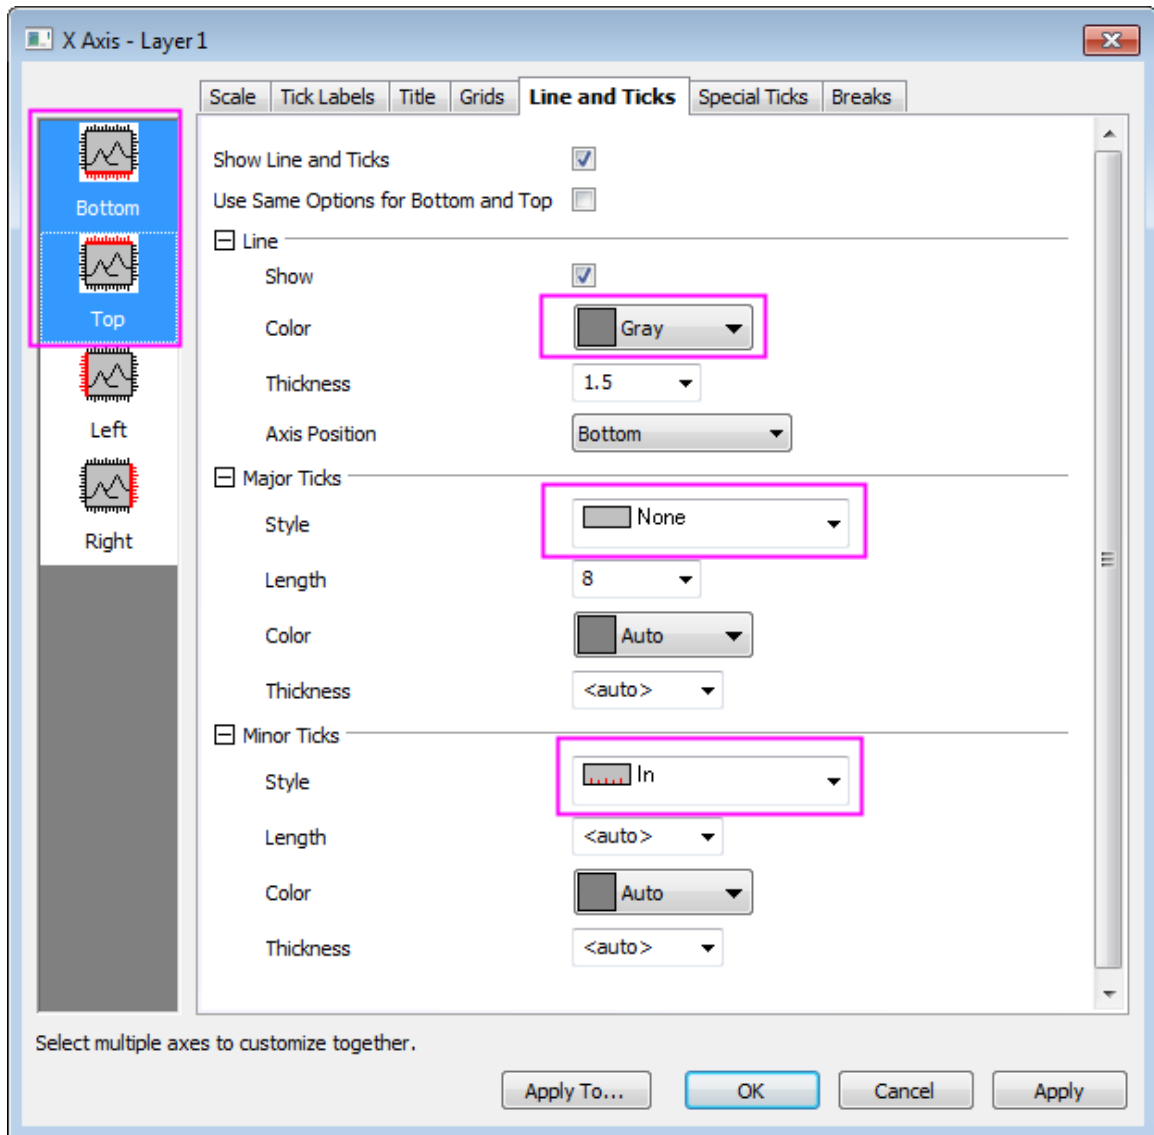 X Axis - Layer 1
Scale Tick Labels Title Grids Line and Ticks Special Ticks Breaks
Bottom
Top
Left
Right
Show Line and Ticks
Use Same Options for Bottom and Top
Line
Show
Color Gray
Thickness 1.5
Axis Position Bottom
Major Ticks
Style None
Length 8
Color Auto
Thickness <auto>
Minor Ticks
Style In
Length <auto>
Color Auto
Thickness <auto>
Select multiple axes to customize together.
Apply To... OK Cancel Apply